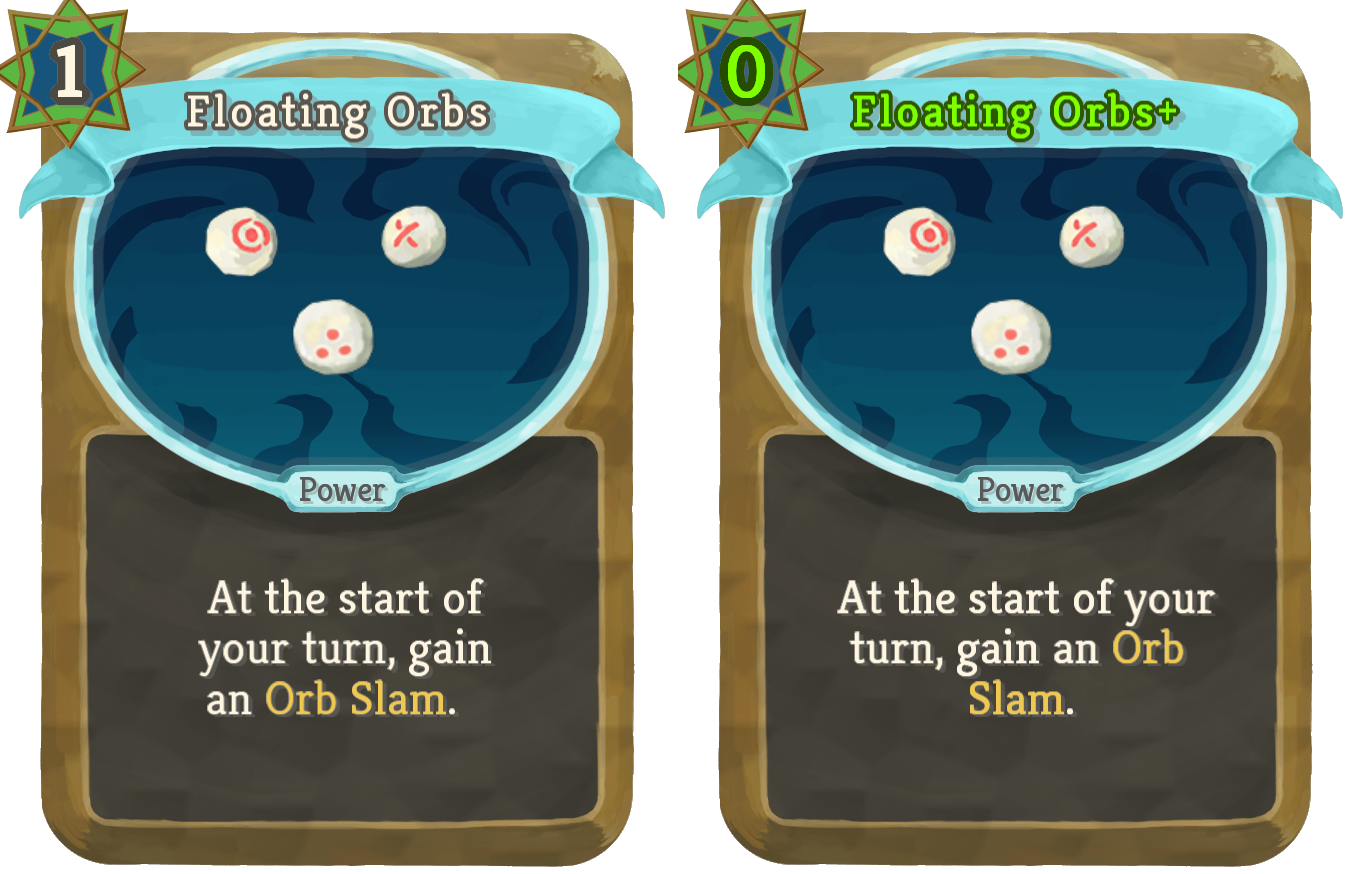 1
Floating Orbs
Power
At the start of
your turn, gain
an Orb Slam.
0
Floating Orbs+
Power
At the start of your
turn, gain an Orb
Slam.